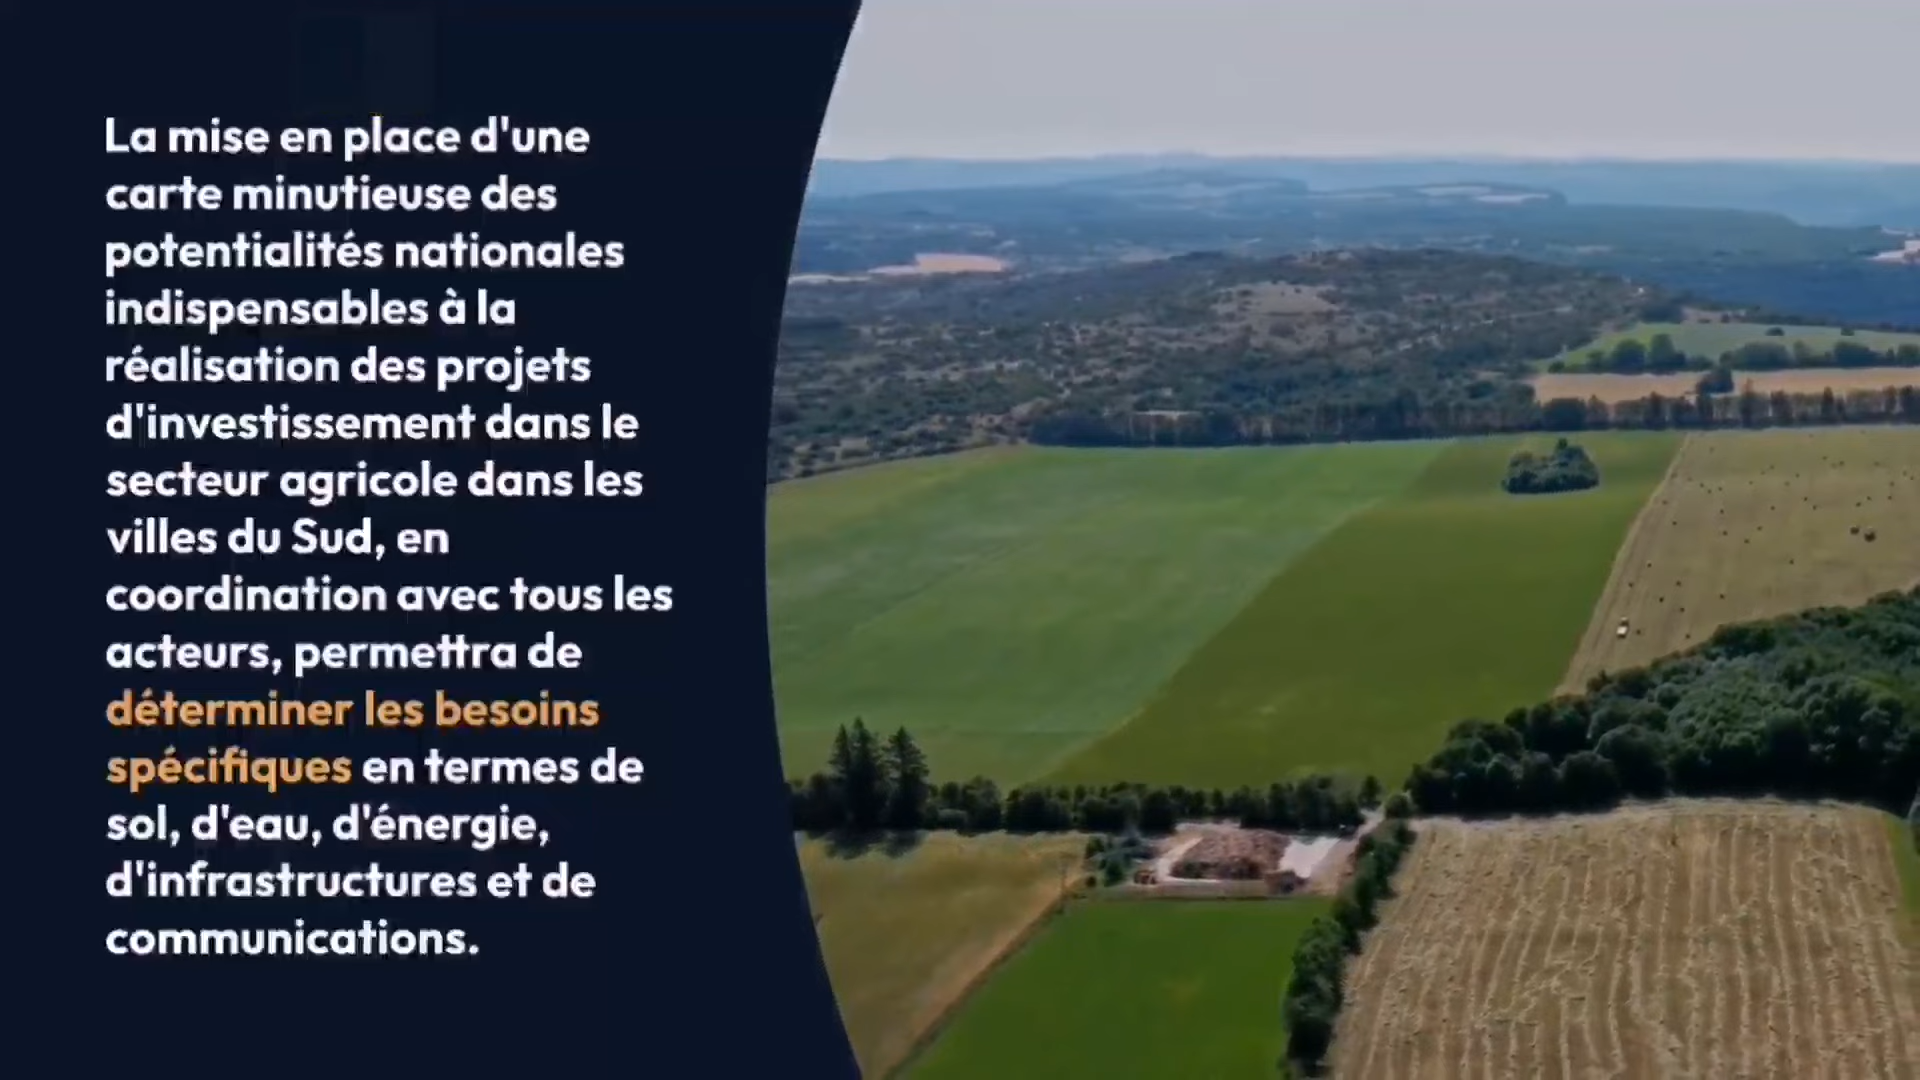 La mise en place d'une
carte minutieuse des
potentialités nationales
indispensables à la
réalisation des projets
d'investissement dans le
secteur agricole dans les
villes du Sud, en
coordination avec tous les
acteurs, permettra de
déterminer les besoins
spécifiques en termes de
sol, d'eau, d'énergie,
d'infrastructures et de
communications.